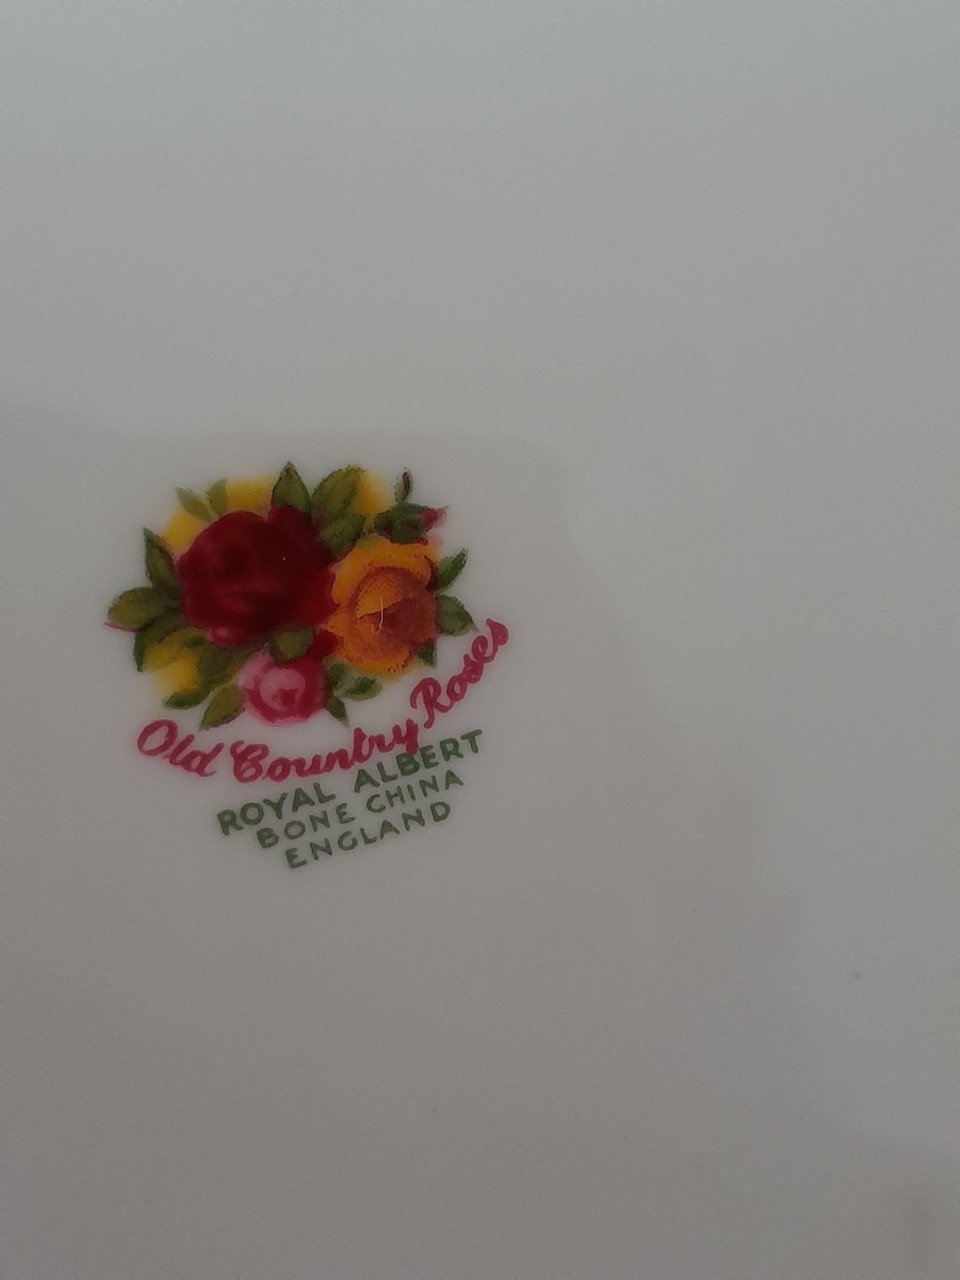 Old Country Roses
ROYAL ALBERT
BONE CHINA
ENGLAND